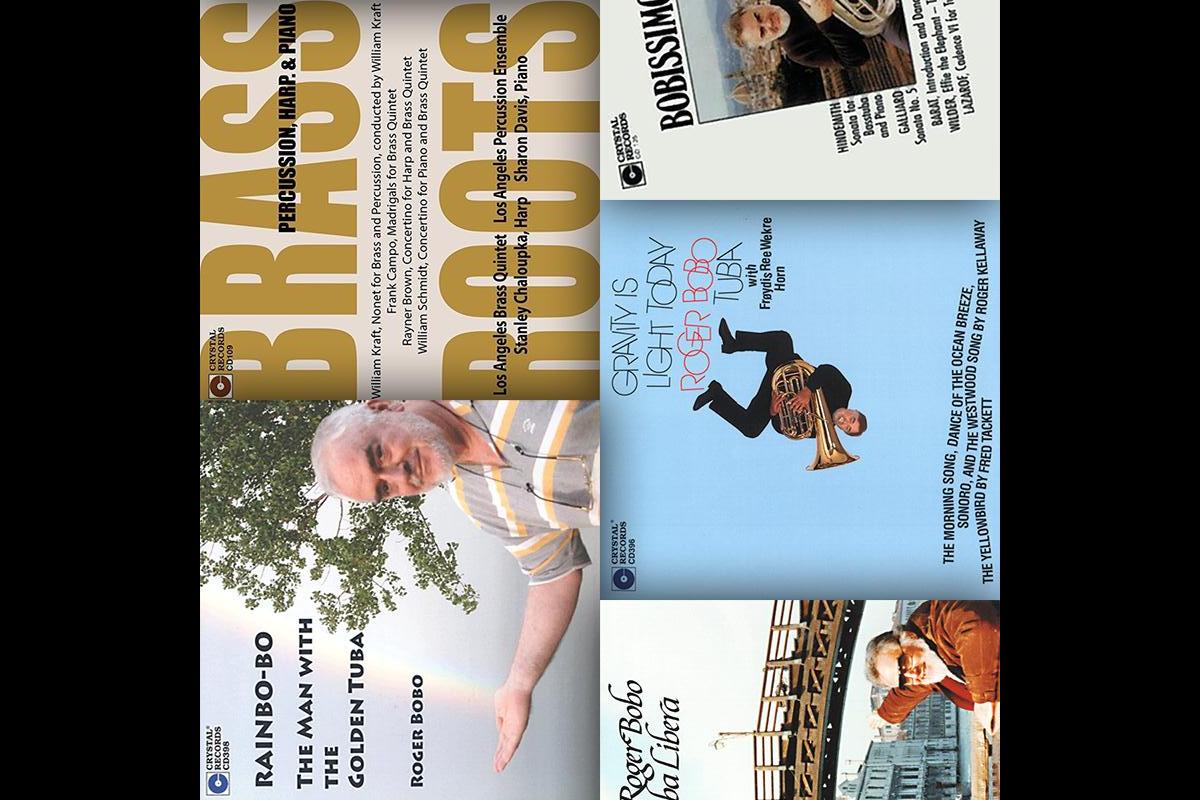 CRYSTAL
RECORDS
CD109
BRASS
PERCUSSION, HARP. & PIANO
William Kraft, Nonet for Brass and Percussion, conducted by William Kraft
Frank Campo, Madrigals for Brass Quintet
Rayner Brown, Concertino for Harp and Brass Quintet
William Schmidt, Concertino for Piano and Brass Quintet
ROOTS
Los Angeles Brass Quintet Los Angeles Percussion Ensemble
Stanley Chaloupka, Harp Sharon Davis, Piano
CRYSTAL
RECORDS
BOBISSIMO
HINDEMITH
Sonata for
Basstuba
and Piano
GALLIARD
Sonata No. 5
BARAT, Introduction and Danc
WILDER, Effie the Elephant
LAZAROF, Cadence VI for T
CRYSTAL
RECORDS
CD398
RAINBO-BO
THE MAN WITH
THE
GOLDEN TUBA
ROGER BOBO
CRYSTAL
RECORDS
CD396
GRAVITY IS
LIGHT TODAY
ROGER BOBO
TUBA
with
Frøydis Ree Wekre
Horn
THE MORNING SONG, DANCE OF THE OCEAN BREEZE,
SONORO, AND THE WESTWOOD SONG BY ROGER KELLAWAY
THE YELLOWBIRD BY FRED TACKETT
Roger Bobo
ba Libera